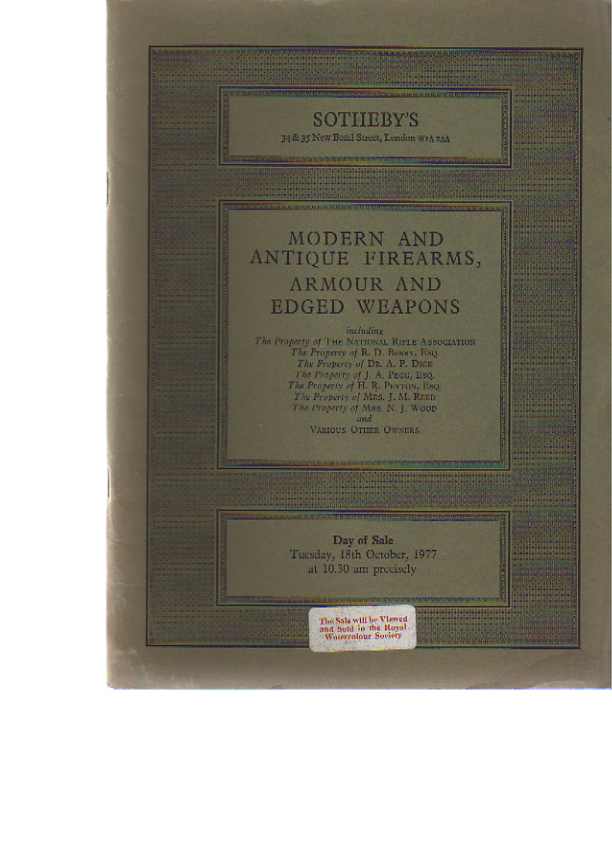 SOTHEBY'S
34 & 35 New Bond Street, London W1A 2AA
MODERN AND
ANTIQUE FIREARMS,
ARMOUR AND
EDGED WEAPONS
including
The Property of THE NATIONAL RIFLE ASSOCIATION
The Property of R. D. ESQ.
The Property of DR. A. P. DICK
The Property of J. A. PEGG, ESQ.
The Property of H. R. PEYTON, ESQ.
The Property of MRS. J. M. REED
The Property of MRS. N. J. WOOD
and
VARIOUS OTHER OWNERS
Day of Sale
Tuesday, 18th October, 1977
at 10.30 am precisely
The Sale will be Viewed
and Sold in the Royal
Watercolour Society